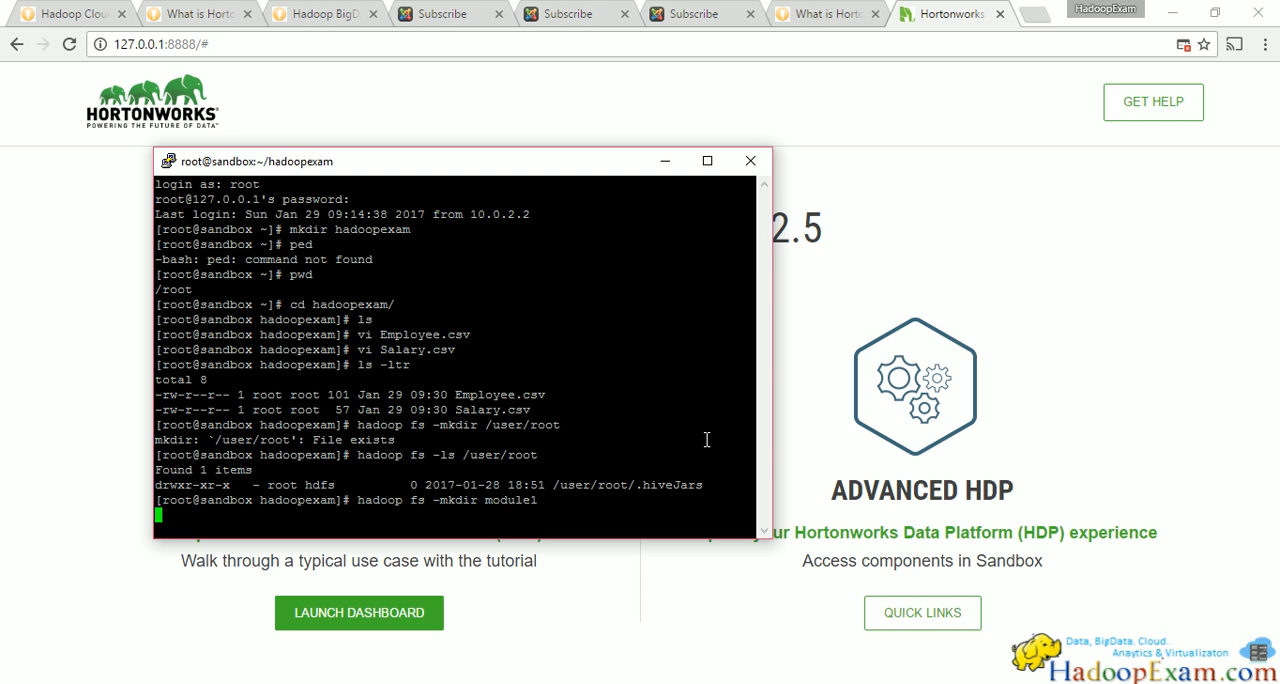 Hadoop Clou
What is Hort
Hadoop BigD
Subscribe
Subscribe
Subscribe
What is Hort
Hortonworks
HadoopExam
127.0.0.1:8888/#
HORTONWORKS
POWERING THE FUTURE OF DATA
GET HELP
root@sandbox:~/hadoopexam
login as: root
root@127.0.0.1's password:
Last login: Sun Jan 29 09:14:38 2017 from 10.0.2.2
[root@sandbox ~]# mkdir hadoopexam
[root@sandbox ~]# ped
-bash: ped: command not found
[root@sandbox ~]# pwd
/root
[root@sandbox ~]# cd hadoopexam/
[root@sandbox hadoopexam]# ls
[root@sandbox hadoopexam]# vi Employee.csv
[root@sandbox hadoopexam]# vi Salary.csv
[root@sandbox hadoopexam]# ls -ltr
total 8
-rw-r--r-- 1 root root 101 Jan 29 09:30 Employee.csv
-rw-r--r-- 1 root root  57 Jan 29 09:30 Salary.csv
[root@sandbox hadoopexam]# hadoop fs -mkdir /user/root
mkdir: `/user/root': File exists
[root@sandbox hadoopexam]# hadoop fs -ls /user/root
Found 1 items
drwxr-xr-x   - root hdfs          0 2017-01-28 18:51 /user/root/.hiveJars
[root@sandbox hadoopexam]# hadoop fs -mkdir module1
2.5
ADVANCED HDP
ur Hortonworks Data Platform (HDP) experience
Walk through a typical use case with the tutorial
Access components in Sandbox
LAUNCH DASHBOARD
QUICK LINKS
Data, BigData. Cloud.
Anaytics & Virtualizaton
HadoopExam.com